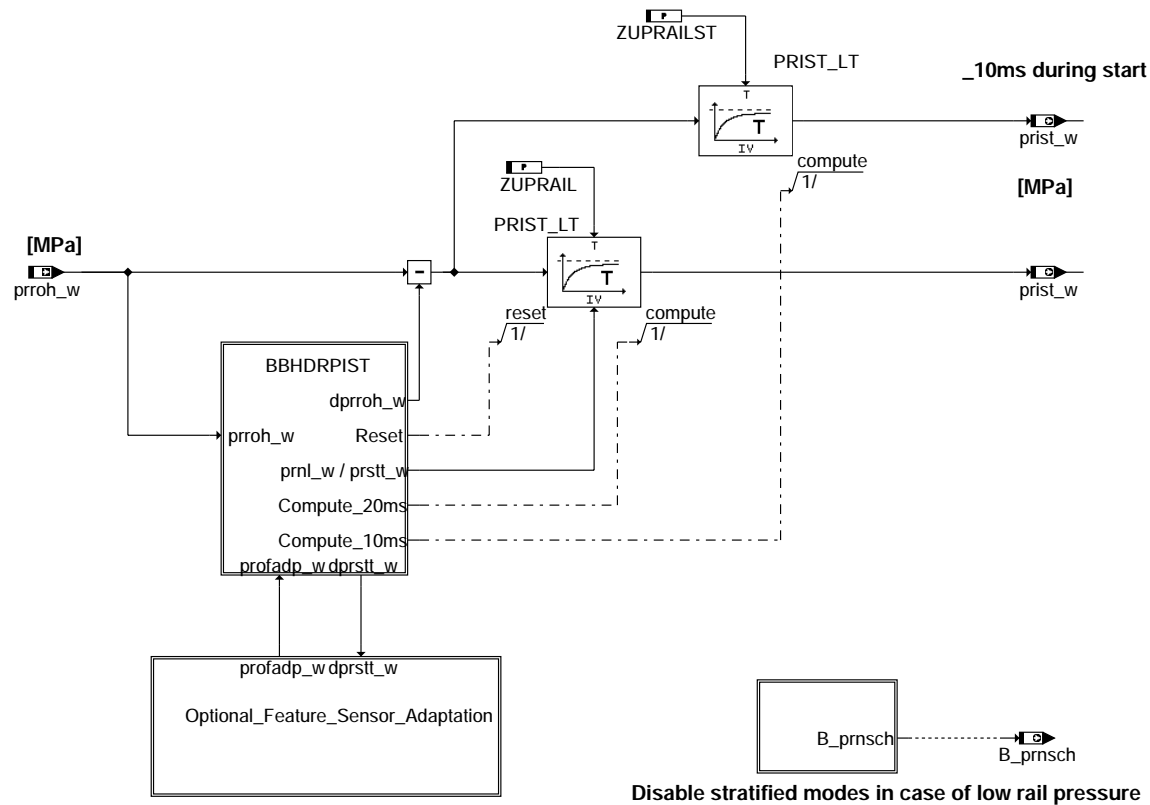 P
ZUPRAILST
PRIST_LT
_10ms during start
T
T
IV
prist_w
P
ZUPRAIL
compute
1/
[MPa]
PRIST_LT
[MPa]
T
T
IV
-
prroh_w
prist_w
reset
1/
compute
1/
BBHDRPIST
dprroh_w
prroh_w
Reset
prnl_w / prstt_w
Compute_20ms
Compute_10ms
profadp_w dprstt_w
profadp_w dprstt_w
Optional_Feature_Sensor_Adaptation
B_prnsch
B_prnsch
Disable stratified modes in case of low rail pressure